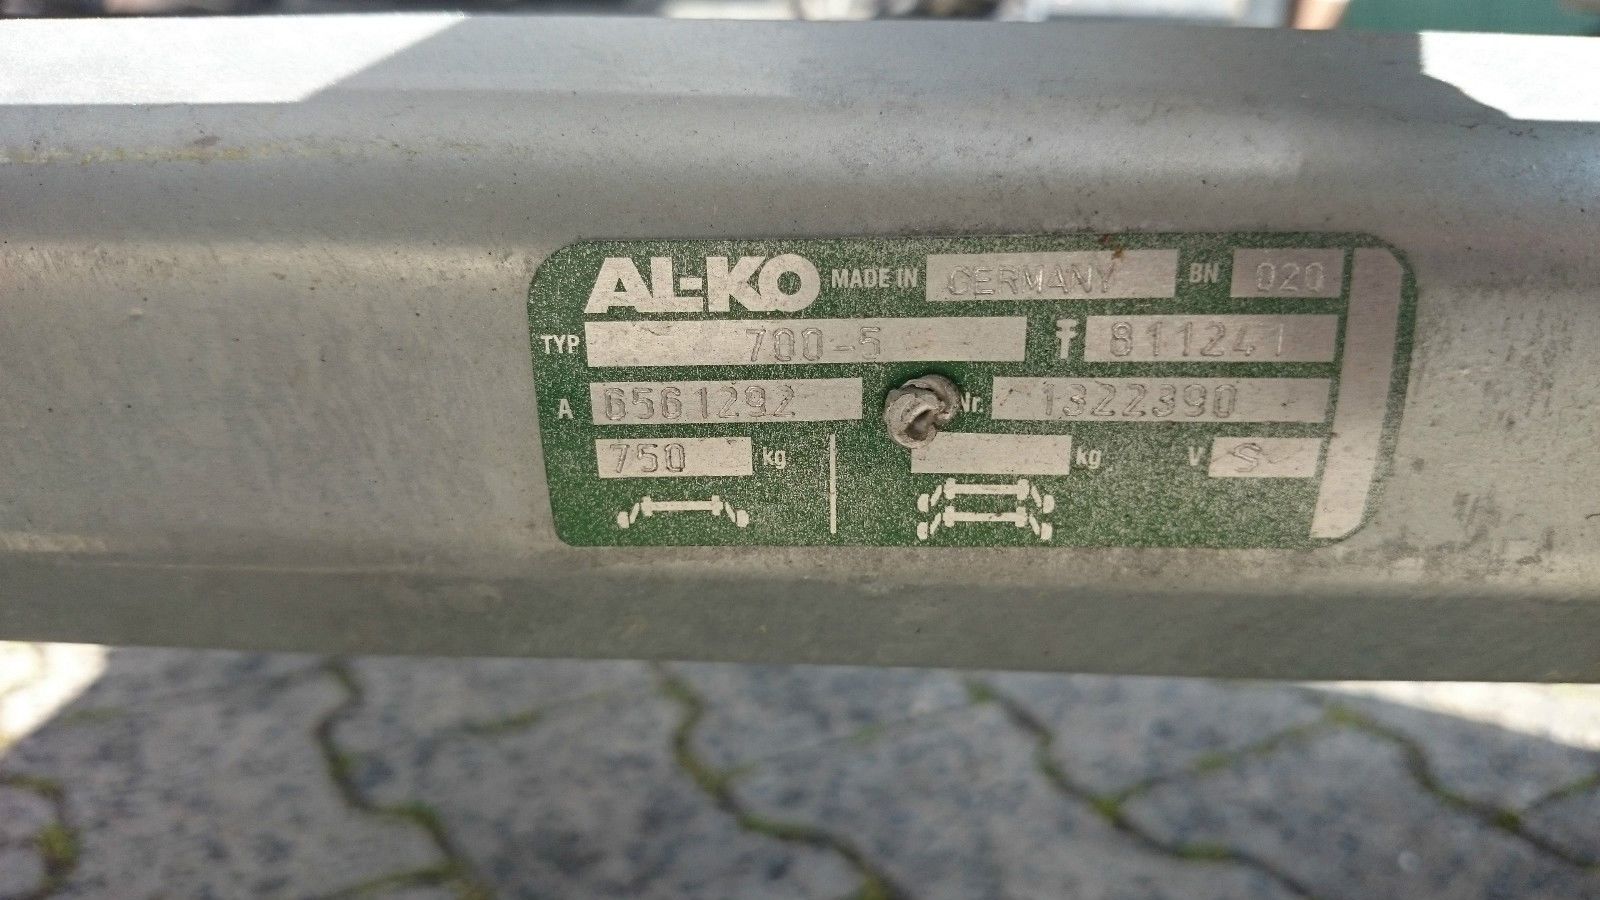 AL-KO MADE IN GERMANY BN 020
TYP 700-5 811241
A 6561292 Nr. 1322390
750 kg kg V S